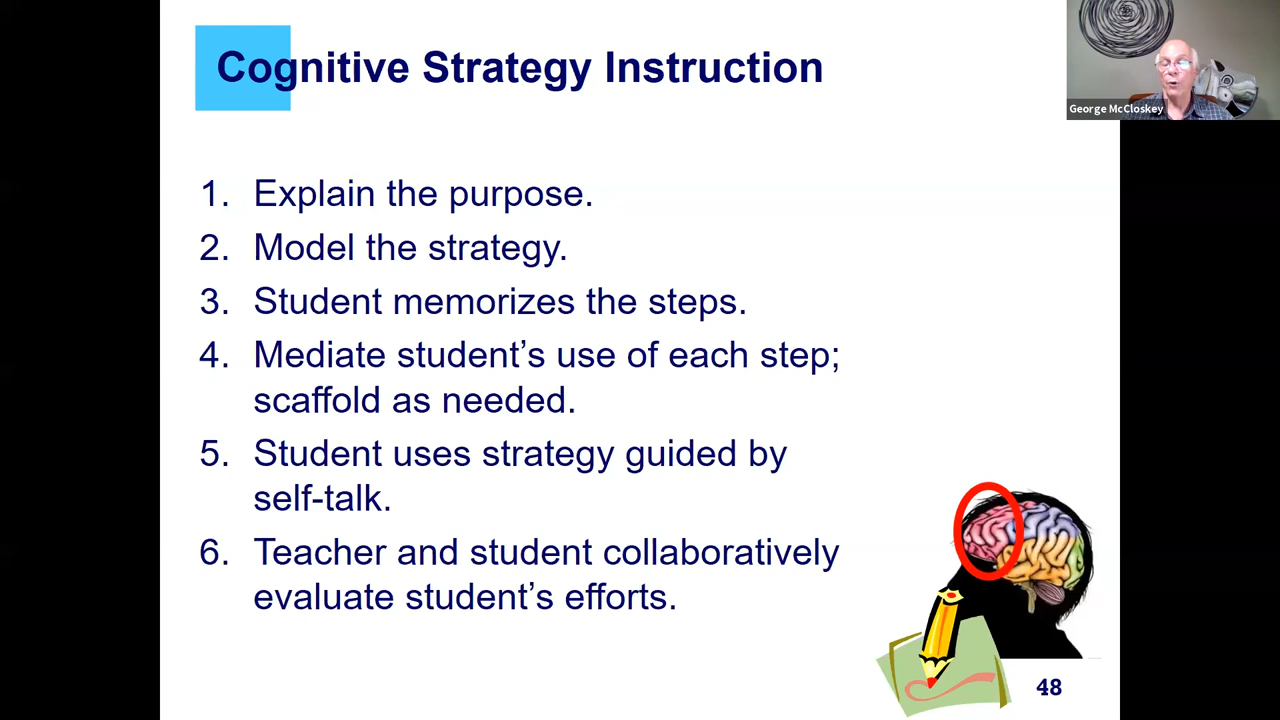 Cognitive Strategy Instruction
George McCloskey
1. Explain the purpose.
2. Model the strategy.
3. Student memorizes the steps.
4. Mediate student’s use of each step;
scaffold as needed.
5. Student uses strategy guided by
self-talk.
6. Teacher and student collaboratively
evaluate student’s efforts.
48